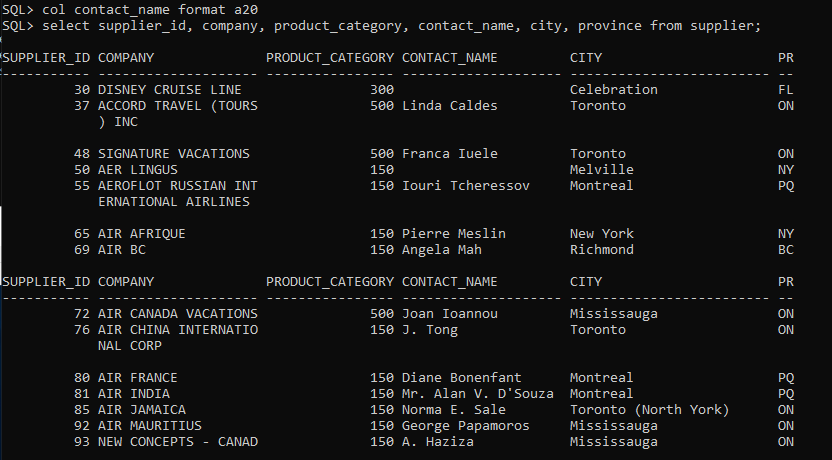 SQL> col contact_name format a20
SQL> select supplier_id, company, product_category, contact_name, city, province from supplier;
SUPPLIER_ID COMPANY              PRODUCT_CATEGORY CONTACT_NAME         CITY                      PR
----------- -------------------- ---------------- -------------------- ------------------------- --
         30 DISNEY CRUISE LINE                300                      Celebration               FL
         37 ACCORD TRAVEL (TOURS              500 Linda Caldes         Toronto                   ON
            ) INC
         48 SIGNATURE VACATIONS               500 Franca Iuele         Toronto                   ON
         50 AER LINGUS                        150                      Melville                  NY
         55 AEROFLOT RUSSIAN INT              150 Iouri Tcheressov     Montreal                  PQ
            ERNATIONAL AIRLINES
         65 AIR AFRIQUE                       150 Pierre Meslin        New York                  NY
         69 AIR BC                            150 Angela Mah           Richmond                  BC
SUPPLIER_ID COMPANY              PRODUCT_CATEGORY CONTACT_NAME         CITY                      PR
----------- -------------------- ---------------- -------------------- ------------------------- --
         72 AIR CANADA VACATIONS              500 Joan Ioannou         Mississauga               ON
         76 AIR CHINA INTERNATIO              150 J. Tong              Toronto                   ON
            NAL CORP
         80 AIR FRANCE                        150 Diane Bonenfant      Montreal                  PQ
         81 AIR INDIA                         150 Mr. Alan V. D'Souza  Montreal                  PQ
         85 AIR JAMAICA                       150 Norma E. Sale        Toronto (North York)      ON
         92 AIR MAURITIUS                     150 George Papamoros     Mississauga               ON
         93 NEW CONCEPTS - CANAD              150 A. Haziza            Mississauga               ON